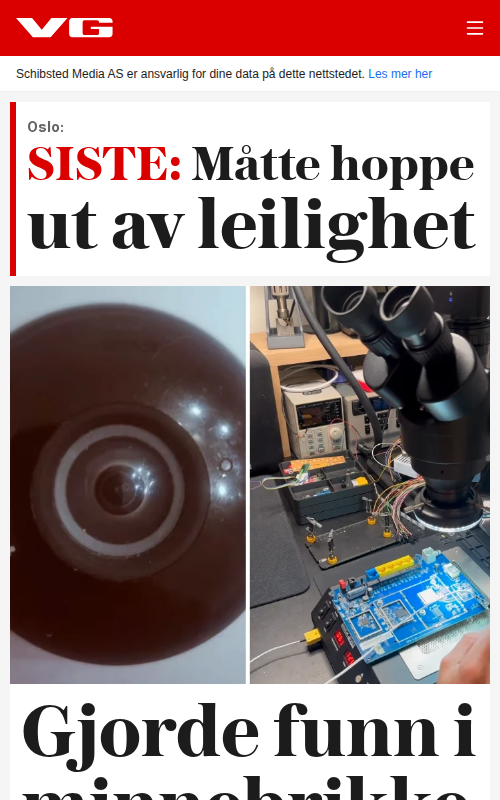 VG
Schibsted Media AS er ansvarlig for dine data på dette nettstedet. Les mer her
Oslo:
SISTE: Måtte hoppe
ut av leilighet
Gjorde funn i
minnebrikke